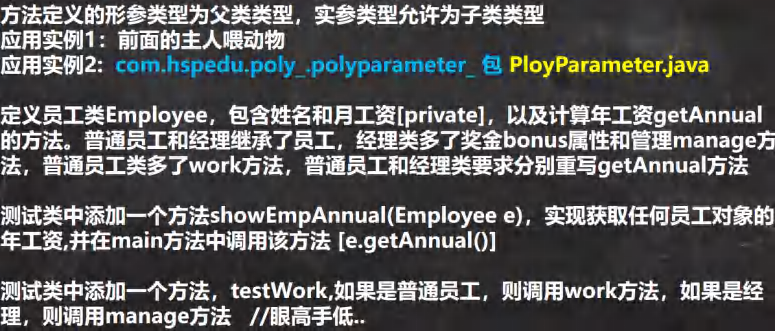 方法定义的形参类型为父类类型，实参类型允许为子类类型
应用实例1：前面的主人喂动物
应用实例2：com.hspedu.poly_.polyparameter_ 包 PloyParameter.java
定义员工类Employee，包含姓名和月工资[private]，以及计算年工资getAnnual
的方法。普通员工和经理继承了员工，经理类多了奖金bonus属性和管理manage方
法，普通员工类多了work方法，普通员工和经理类要求分别重写getAnnual方法
测试类中添加一个方法showEmpAnnual(Employee e)，实现获取任何员工对象的
年工资,并在main方法中调用该方法 [e.getAnnual()]
测试类中添加一个方法，testWork,如果是普通员工，则调用work方法，如果是经
理，则调用manage方法 //眼高手低..